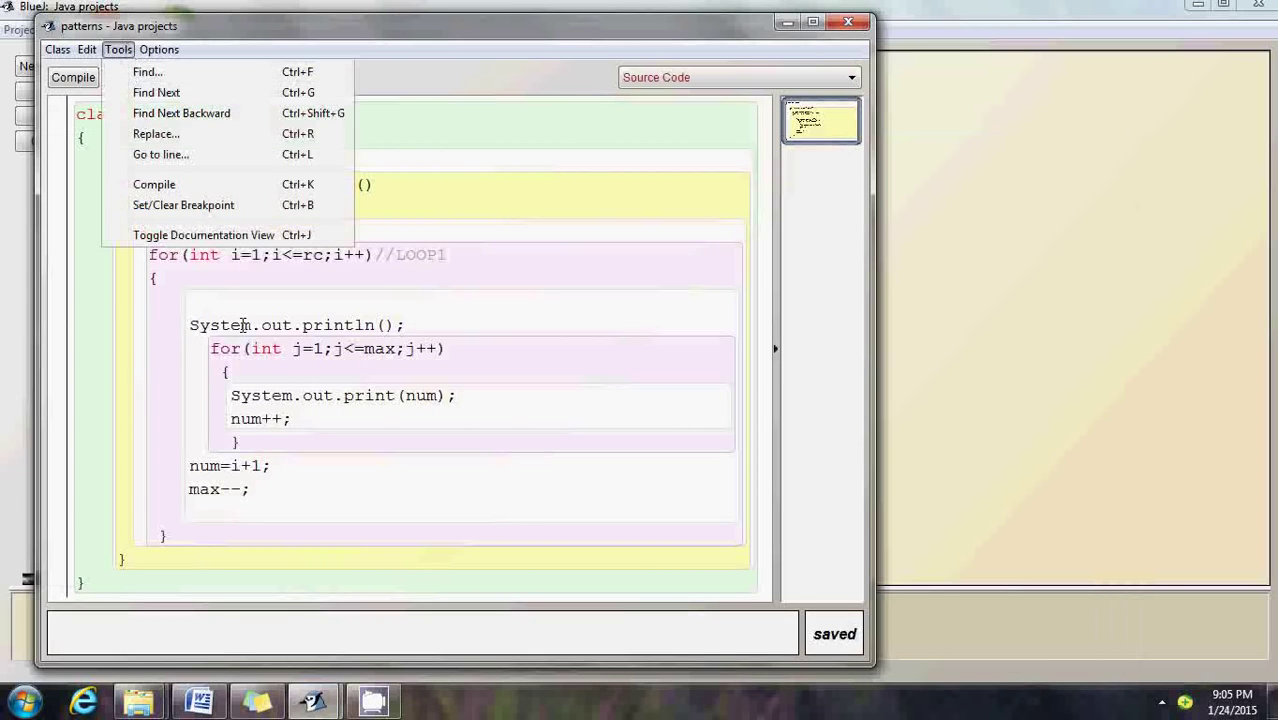 BlueJ: Java projects
patterns - Java projects
Class Edit Tools Options
Compile
Source Code
Find... Ctrl+F
Find Next Ctrl+G
Find Next Backward Ctrl+Shift+G
Replace... Ctrl+R
Go to line... Ctrl+L
Compile Ctrl+K
Set/Clear Breakpoint Ctrl+B
Toggle Documentation View Ctrl+J
cla
{
()
for(int i=1;i<=rc;i++)//LOOP1
{
System.out.println();
for(int j=1;j<=max;j++)
{
System.out.print(num);
num++;
}
num=i+1;
max--;
}
}
}
saved
9:05 PM
1/24/2015